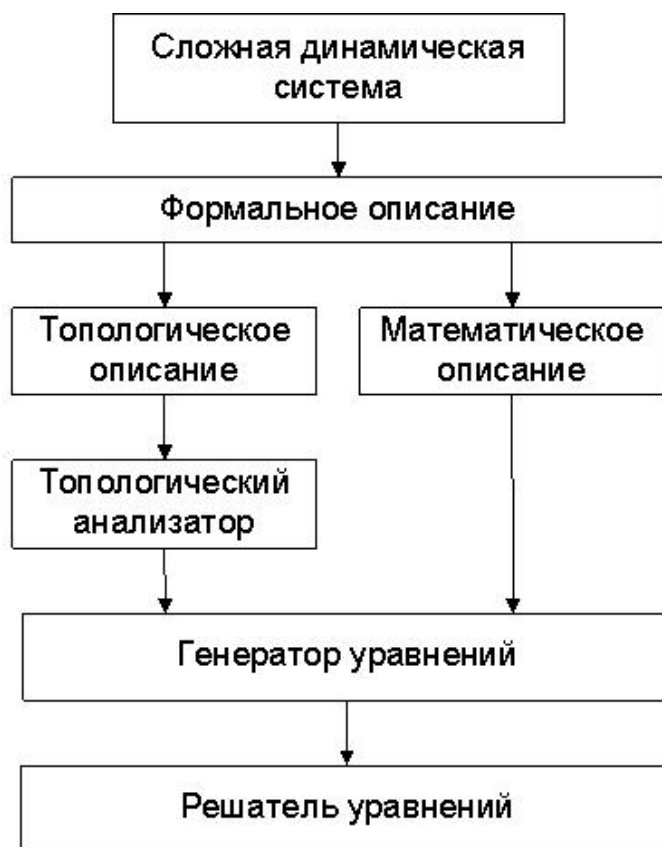 Сложная динамическая
система
Формальное описание
Топологическое
описание
Математическое
описание
Топологический
анализатор
Генератор уравнений
Решатель уравнений